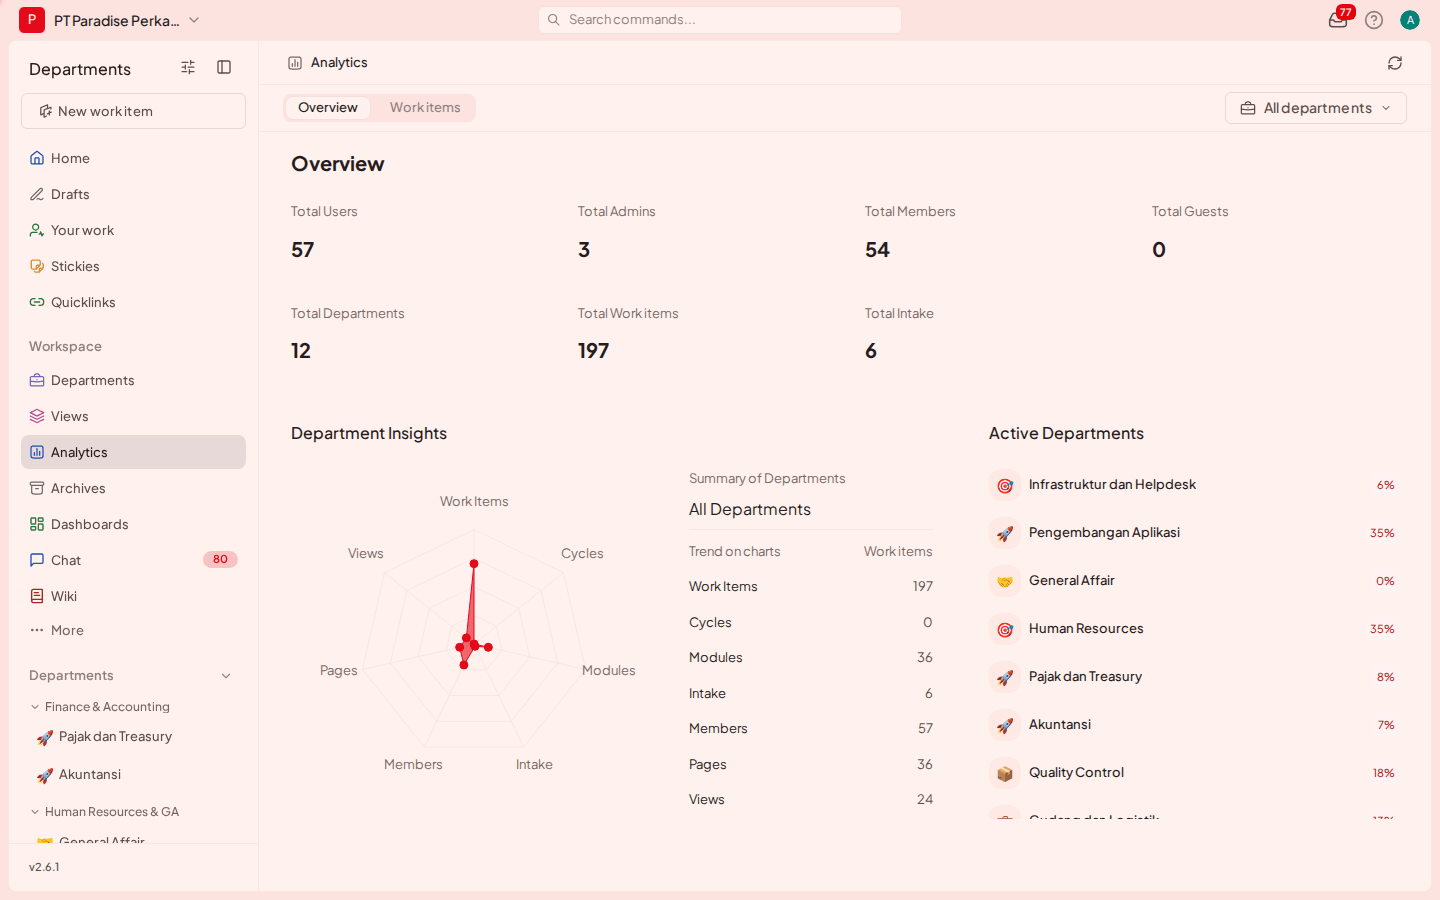 P PT Paradise Perka...
Search commands...
77
A
Departments
New work item
Home
Drafts
Your work
Stickies
Quicklinks
Workspace
Departments
Views
Analytics
Archives
Dashboards
Chat 80
Wiki
More
Departments
Finance & Accounting
Pajak dan Treasury
Akuntansi
Human Resources & GA
General Affair
v2.6.1
Analytics
Overview Work items
All departments
Overview
Total Users Total Admins Total Members Total Guests
57 3 54 0
Total Departments Total Work items Total Intake
12 197 6
Department Insights
Work Items
Views Cycles
Pages Modules
Members Intake
Summary of Departments
All Departments
Trend on charts Work items
Work Items 197
Cycles 0
Modules 36
Intake 6
Members 57
Pages 36
Views 24
Active Departments
Infrastruktur dan Helpdesk 6%
Pengembangan Aplikasi 35%
General Affair 0%
Human Resources 35%
Pajak dan Treasury 8%
Akuntansi 7%
Quality Control 18%
Gudang dan Logistik